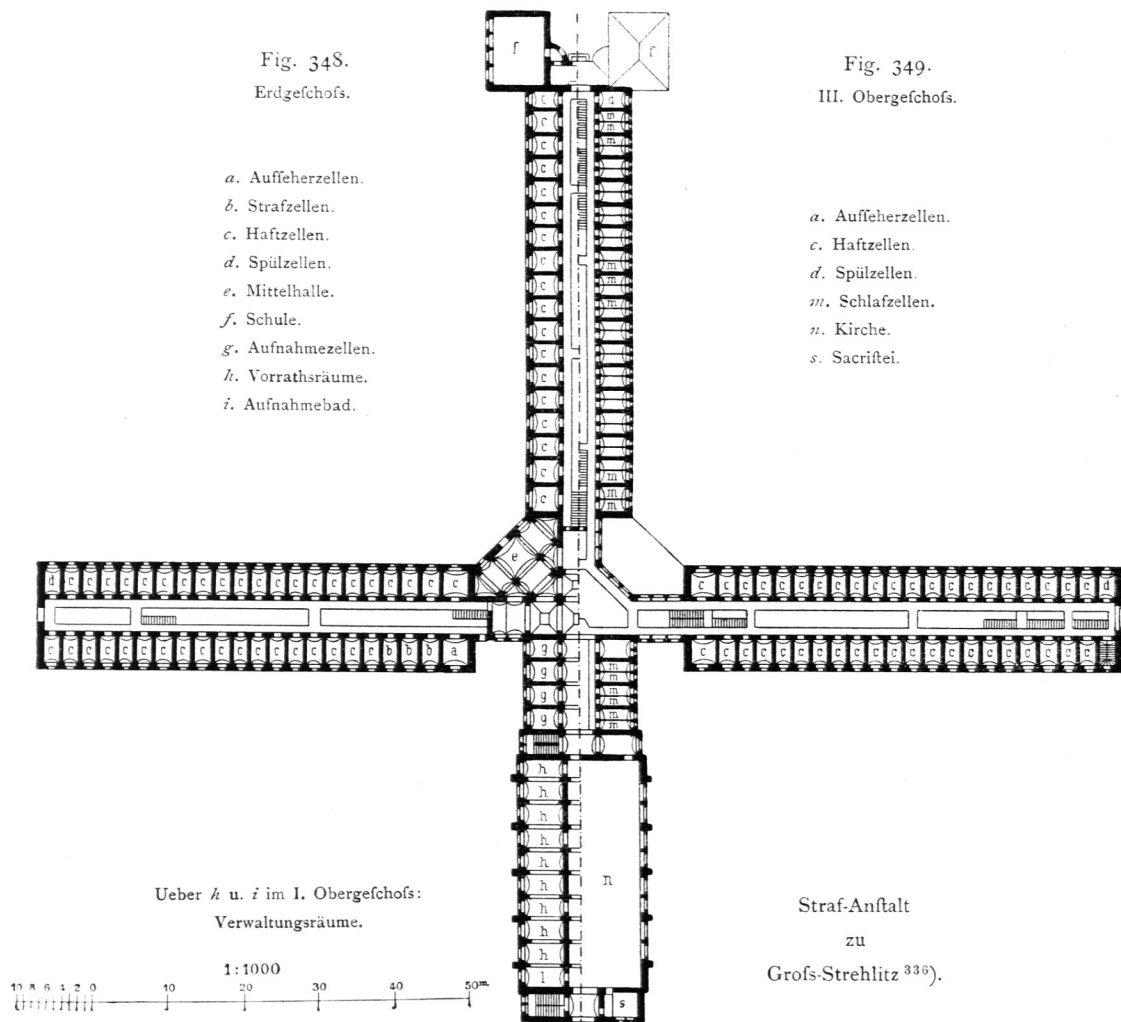 Fig. 348.
Erdgeſchoſs.
a. Auffeherzellen.
b. Strafzellen.
c. Haftzellen.
d. Spülzellen.
e. Mittelhalle.
f. Schule.
g. Aufnahmezellen.
h. Vorrathsräume.
i. Aufnahmebad.
Fig. 349.
III. Obergeſchoſs.
a. Auffeherzellen.
c. Haftzellen.
d. Spülzellen.
m. Schlafzellen.
n. Kirche.
s. Sacriſtei.
f
f
c d
c m
c m
c m
c
c
c
c
c
c m
c m
c m
c
c
c
c
c
c
c m
c m
m
e
d c c c c c c c c c c c c c c c c c c
c c c c c c c c c c c c c c c c c d
c c c c c c c c c c c c c c c b b b a
c c c c c c c c c c c c c c c c c
g
g m
g m
g m
m
m
h
h
h
h
h
h
h
h
h
l
n
s
Ueber h u. i im I. Obergeſchoſs:
Verwaltungsräume.
1:1000
10 8 6 4 2 0 10 20 30 40 50m
Straf-Anſtalt
zu
Groſs-Strehlitz 336).